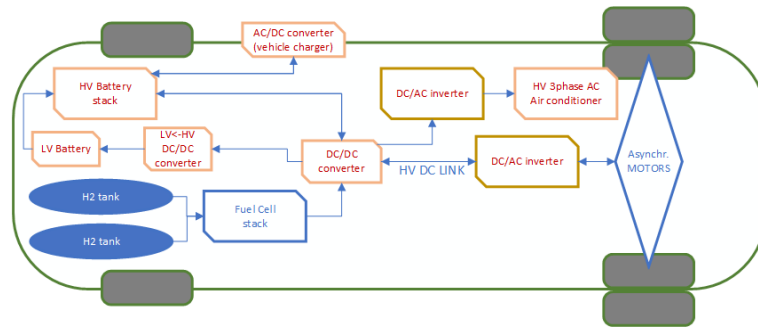 AC/DC converter
(vehicle charger)
HV Battery
stack
DC/AC inverter
HV 3phase AC
Air conditioner
LV Battery
LV<-HV
DC/DC
converter
DC/DC
converter
HV DC LINK
DC/AC inverter
Asynchr.
MOTORS
H2 tank
Fuel Cell
stack
H2 tank